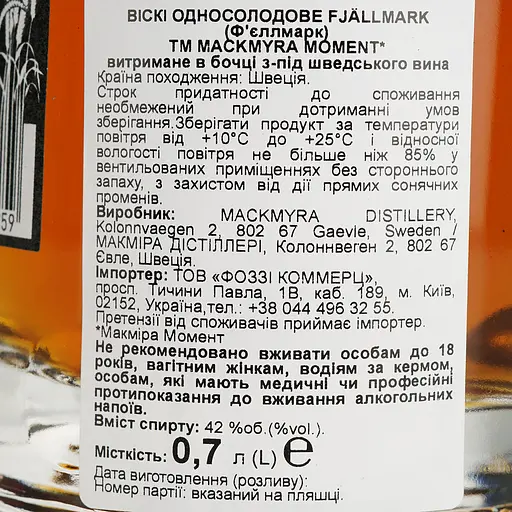 ВІСКІ ОДНОСОЛОДОВЕ FJÄLLMARK
(Ф'єллмарк)
ТМ MACKMYRA MOMENT*
витримане в бочці з-під шведського вина
Країна походження: Швеція.
Строк придатності до споживання
необмежений при дотриманні умов
зберігання.Зберігати продукт за температури
повітря від +10°С до +25°С і відносної
вологості повітря не більше ніж 85% у
вентильованих приміщеннях без стороннього
запаху, з захистом від дії прямих сонячних
променів.
Виробник: MACKMYRA DISTILLERY,
Kolonnvaegen 2, 802 67 Gaevle, Sweden /
МАКМІРА ДІСТІЛЛЕРІ, Колоннвеген 2, 802 67
Євле, Швеція.
Імпортер: ТОВ «ФОЗЗІ КОММЕРЦ»,
просп. Тичини Павла, 1В, каб. 189, м. Київ,
02152, Україна,тел.: +38 044 496 32 55.
Претензії від споживачів приймає імпортер.
*Макміра Момент
Не рекомендовано вживати особам до 18
років, вагітним жінкам, водіям за кермом,
особам, які мають медичні чи професійні
протипоказання до вживання алкогольних
напоїв.
Вміст спирту: 42 %об.(%vol.).
Місткість: 0,7 л (L) ℮
Дата виготовлення (розливу):
Номер партії: вказаний на пляшці.
59